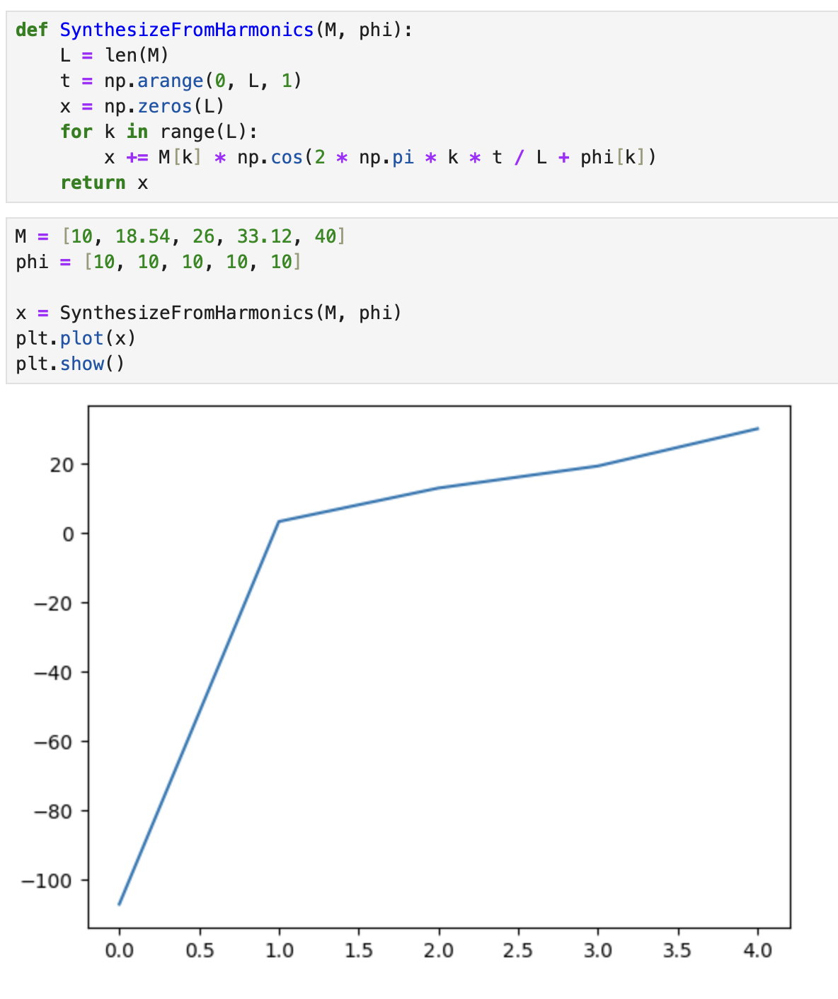 def SynthesizeFromHarmonics(M, phi):
    L = len(M)
    t = np.arange(0, L, 1)
    x = np.zeros(L)
    for k in range(L):
        x += M[k] * np.cos(2 * np.pi * k * t / L + phi[k])
    return x
M = [10, 18.54, 26, 33.12, 40]
phi = [10, 10, 10, 10, 10]
x = SynthesizeFromHarmonics(M, phi)
plt.plot(x)
plt.show()
20
0
−20
−40
−60
−80
−100
0.0 0.5 1.0 1.5 2.0 2.5 3.0 3.5 4.0